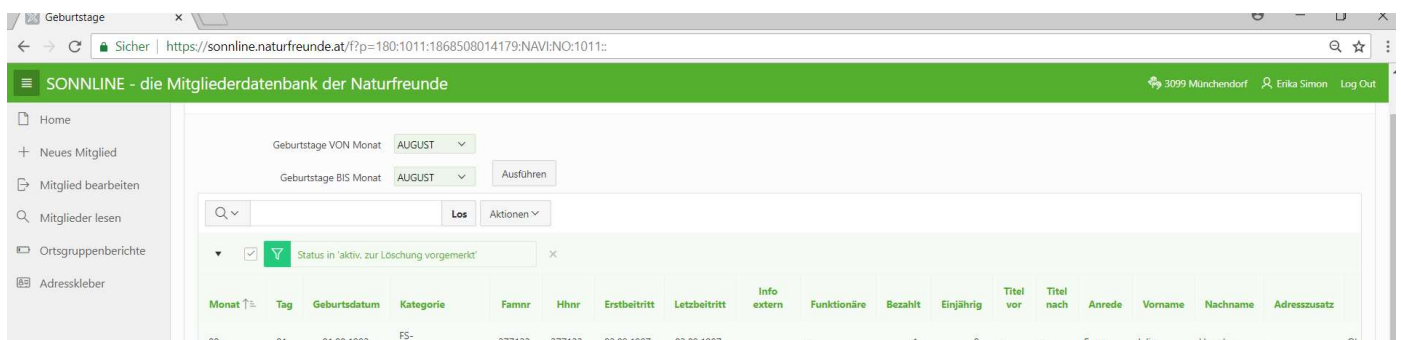 Geburtstage
Sicher | https://sonnline.naturfreunde.at/f?p=180:1011:1868508014179:NAVI:NO:1011::
SONNLINE - die Mitgliederdatenbank der Naturfreunde
3099 Münchendorf Erika Simon Log Out
Home
Neues Mitglied
Mitglied bearbeiten
Mitglieder lesen
Ortsgruppenberichte
Adresskleber
Geburtstage VON Monat AUGUST
Geburtstage BIS Monat AUGUST Ausführen
Los Aktionen
Status in 'aktiv, zur Löschung vorgemerkt'
Monat Tag Geburtsdatum Kategorie Famnr Hhnr Erstbeitritt Letzbeitritt Info extern Funktionäre Bezahlt Einjährig Titel vor Titel nach Anrede Vorname Nachname Adresszusatz
FS-